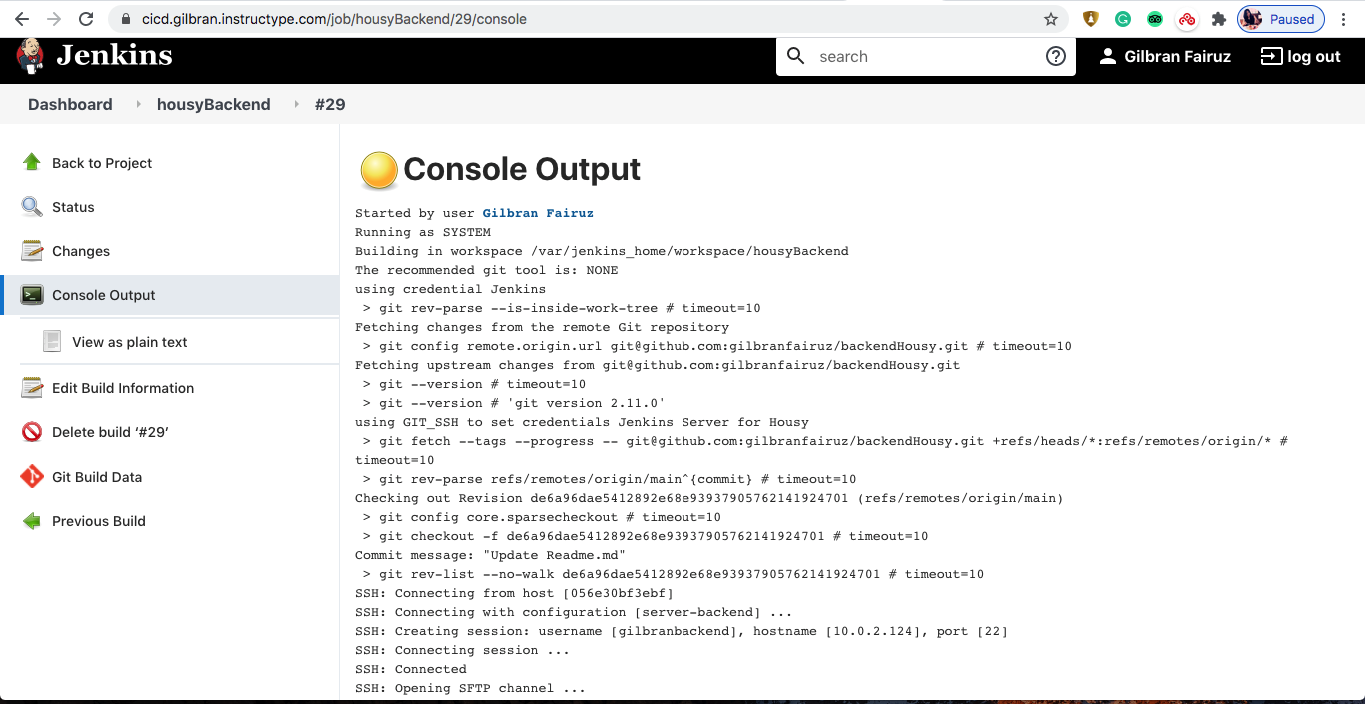 cicd.gilbran.instructype.com/job/housyBackend/29/console
Paused
Jenkins
search
Gilbran Fairuz
log out
Dashboard
housyBackend
#29
Back to Project
Status
Changes
Console Output
View as plain text
Edit Build Information
Delete build ‘#29’
Git Build Data
Previous Build
Console Output
Started by user Gilbran Fairuz
Running as SYSTEM
Building in workspace /var/jenkins_home/workspace/housyBackend
The recommended git tool is: NONE
using credential Jenkins
> git rev-parse --is-inside-work-tree # timeout=10
Fetching changes from the remote Git repository
> git config remote.origin.url git@github.com:gilbranfairuz/backendHousy.git # timeout=10
Fetching upstream changes from git@github.com:gilbranfairuz/backendHousy.git
> git --version # timeout=10
> git --version # 'git version 2.11.0'
using GIT_SSH to set credentials Jenkins Server for Housy
> git fetch --tags --progress -- git@github.com:gilbranfairuz/backendHousy.git +refs/heads/*:refs/remotes/origin/* #
timeout=10
> git rev-parse refs/remotes/origin/main^{commit} # timeout=10
Checking out Revision de6a96dae5412892e68e93937905762141924701 (refs/remotes/origin/main)
> git config core.sparsecheckout # timeout=10
> git checkout -f de6a96dae5412892e68e93937905762141924701 # timeout=10
Commit message: "Update Readme.md"
> git rev-list --no-walk de6a96dae5412892e68e93937905762141924701 # timeout=10
SSH: Connecting from host [056e30bf3ebf]
SSH: Connecting with configuration [server-backend] ...
SSH: Creating session: username [gilbranbackend], hostname [10.0.2.124], port [22]
SSH: Connecting session ...
SSH: Connected
SSH: Opening SFTP channel ...